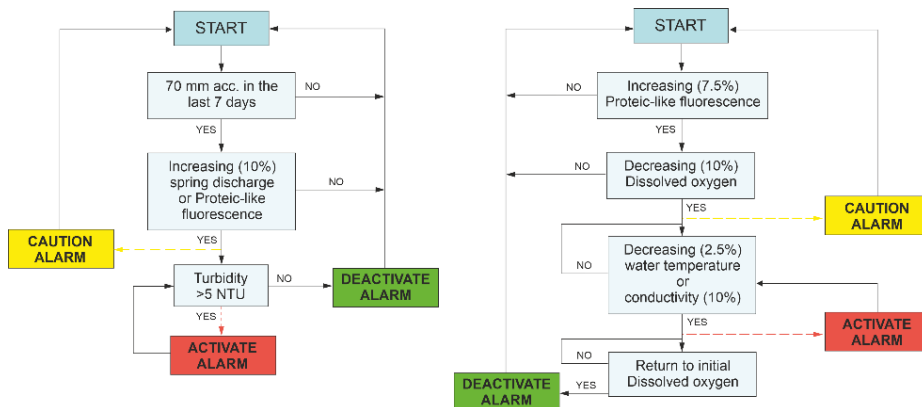 START
70 mm acc. in the
last 7 days
NO
YES
Increasing (10%)
spring discharge
or Proteic-like
fluorescence
NO
YES
CAUTION
ALARM
Turbidity
>5 NTU
NO
DEACTIVATE
ALARM
YES
ACTIVATE
ALARM
START
Increasing (7.5%)
Proteic-like fluorescence
NO
YES
Decreasing (10%)
Dissolved oxygen
NO
YES
CAUTION
ALARM
Decreasing (2.5%)
water temperature
or
conductivity (10%)
NO
YES
ACTIVATE
ALARM
NO
Return to initial
Dissolved oxygen
YES
DEACTIVATE
ALARM